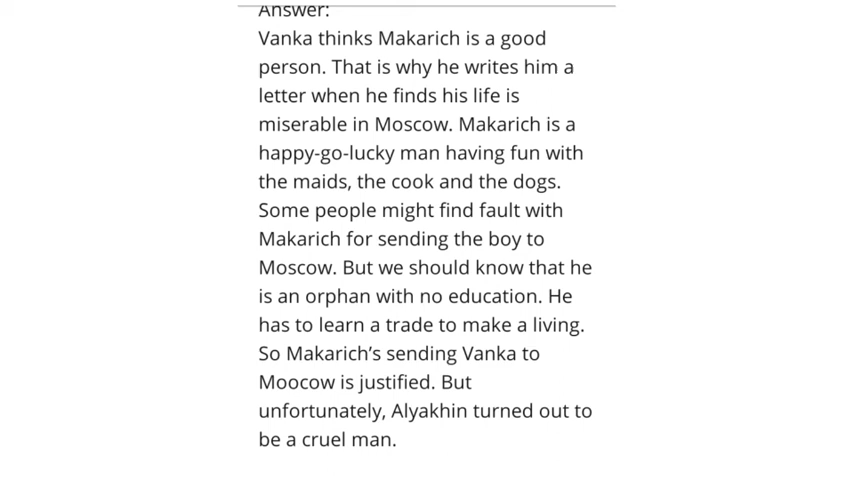 Answer:
Vanka thinks Makarich is a good
person. That is why he writes him a
letter when he finds his life is
miserable in Moscow. Makarich is a
happy-go-lucky man having fun with
the maids, the cook and the dogs.
Some people might find fault with
Makarich for sending the boy to
Moscow. But we should know that he
is an orphan with no education. He
has to learn a trade to make a living.
So Makarich’s sending Vanka to
Moocow is justified. But
unfortunately, Alyakhin turned out to
be a cruel man.